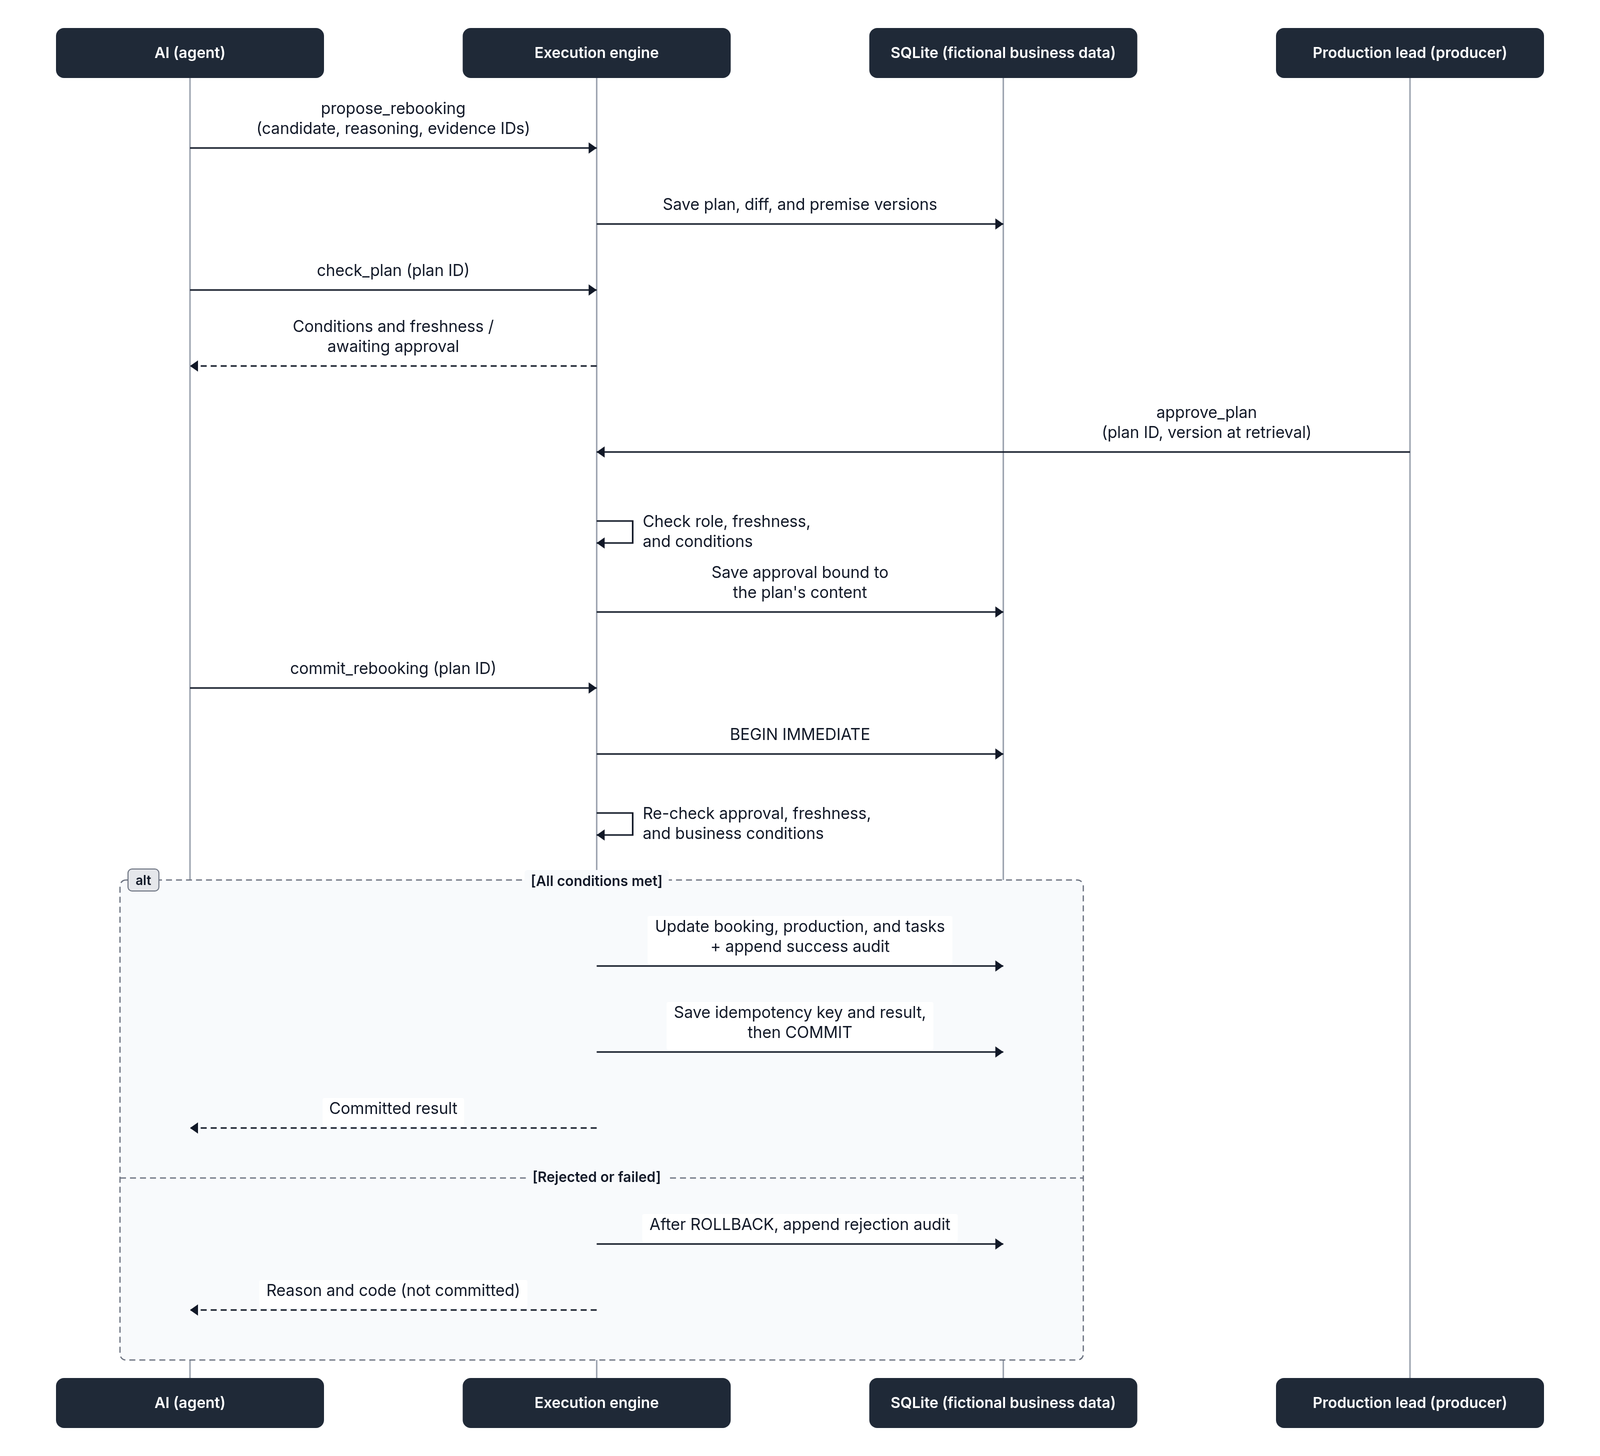 AI (agent)
Execution engine
SQLite (fictional business data)
Production lead (producer)
propose_rebooking
(candidate, reasoning, evidence IDs)
Save plan, diff, and premise versions
check_plan (plan ID)
Conditions and freshness /
awaiting approval
approve_plan
(plan ID, version at retrieval)
Check role, freshness,
and conditions
Save approval bound to
the plan's content
commit_rebooking (plan ID)
BEGIN IMMEDIATE
Re-check approval, freshness,
and business conditions
alt
[All conditions met]
Update booking, production, and tasks
+ append success audit
Save idempotency key and result,
then COMMIT
Committed result
[Rejected or failed]
After ROLLBACK, append rejection audit
Reason and code (not committed)
AI (agent)
Execution engine
SQLite (fictional business data)
Production lead (producer)